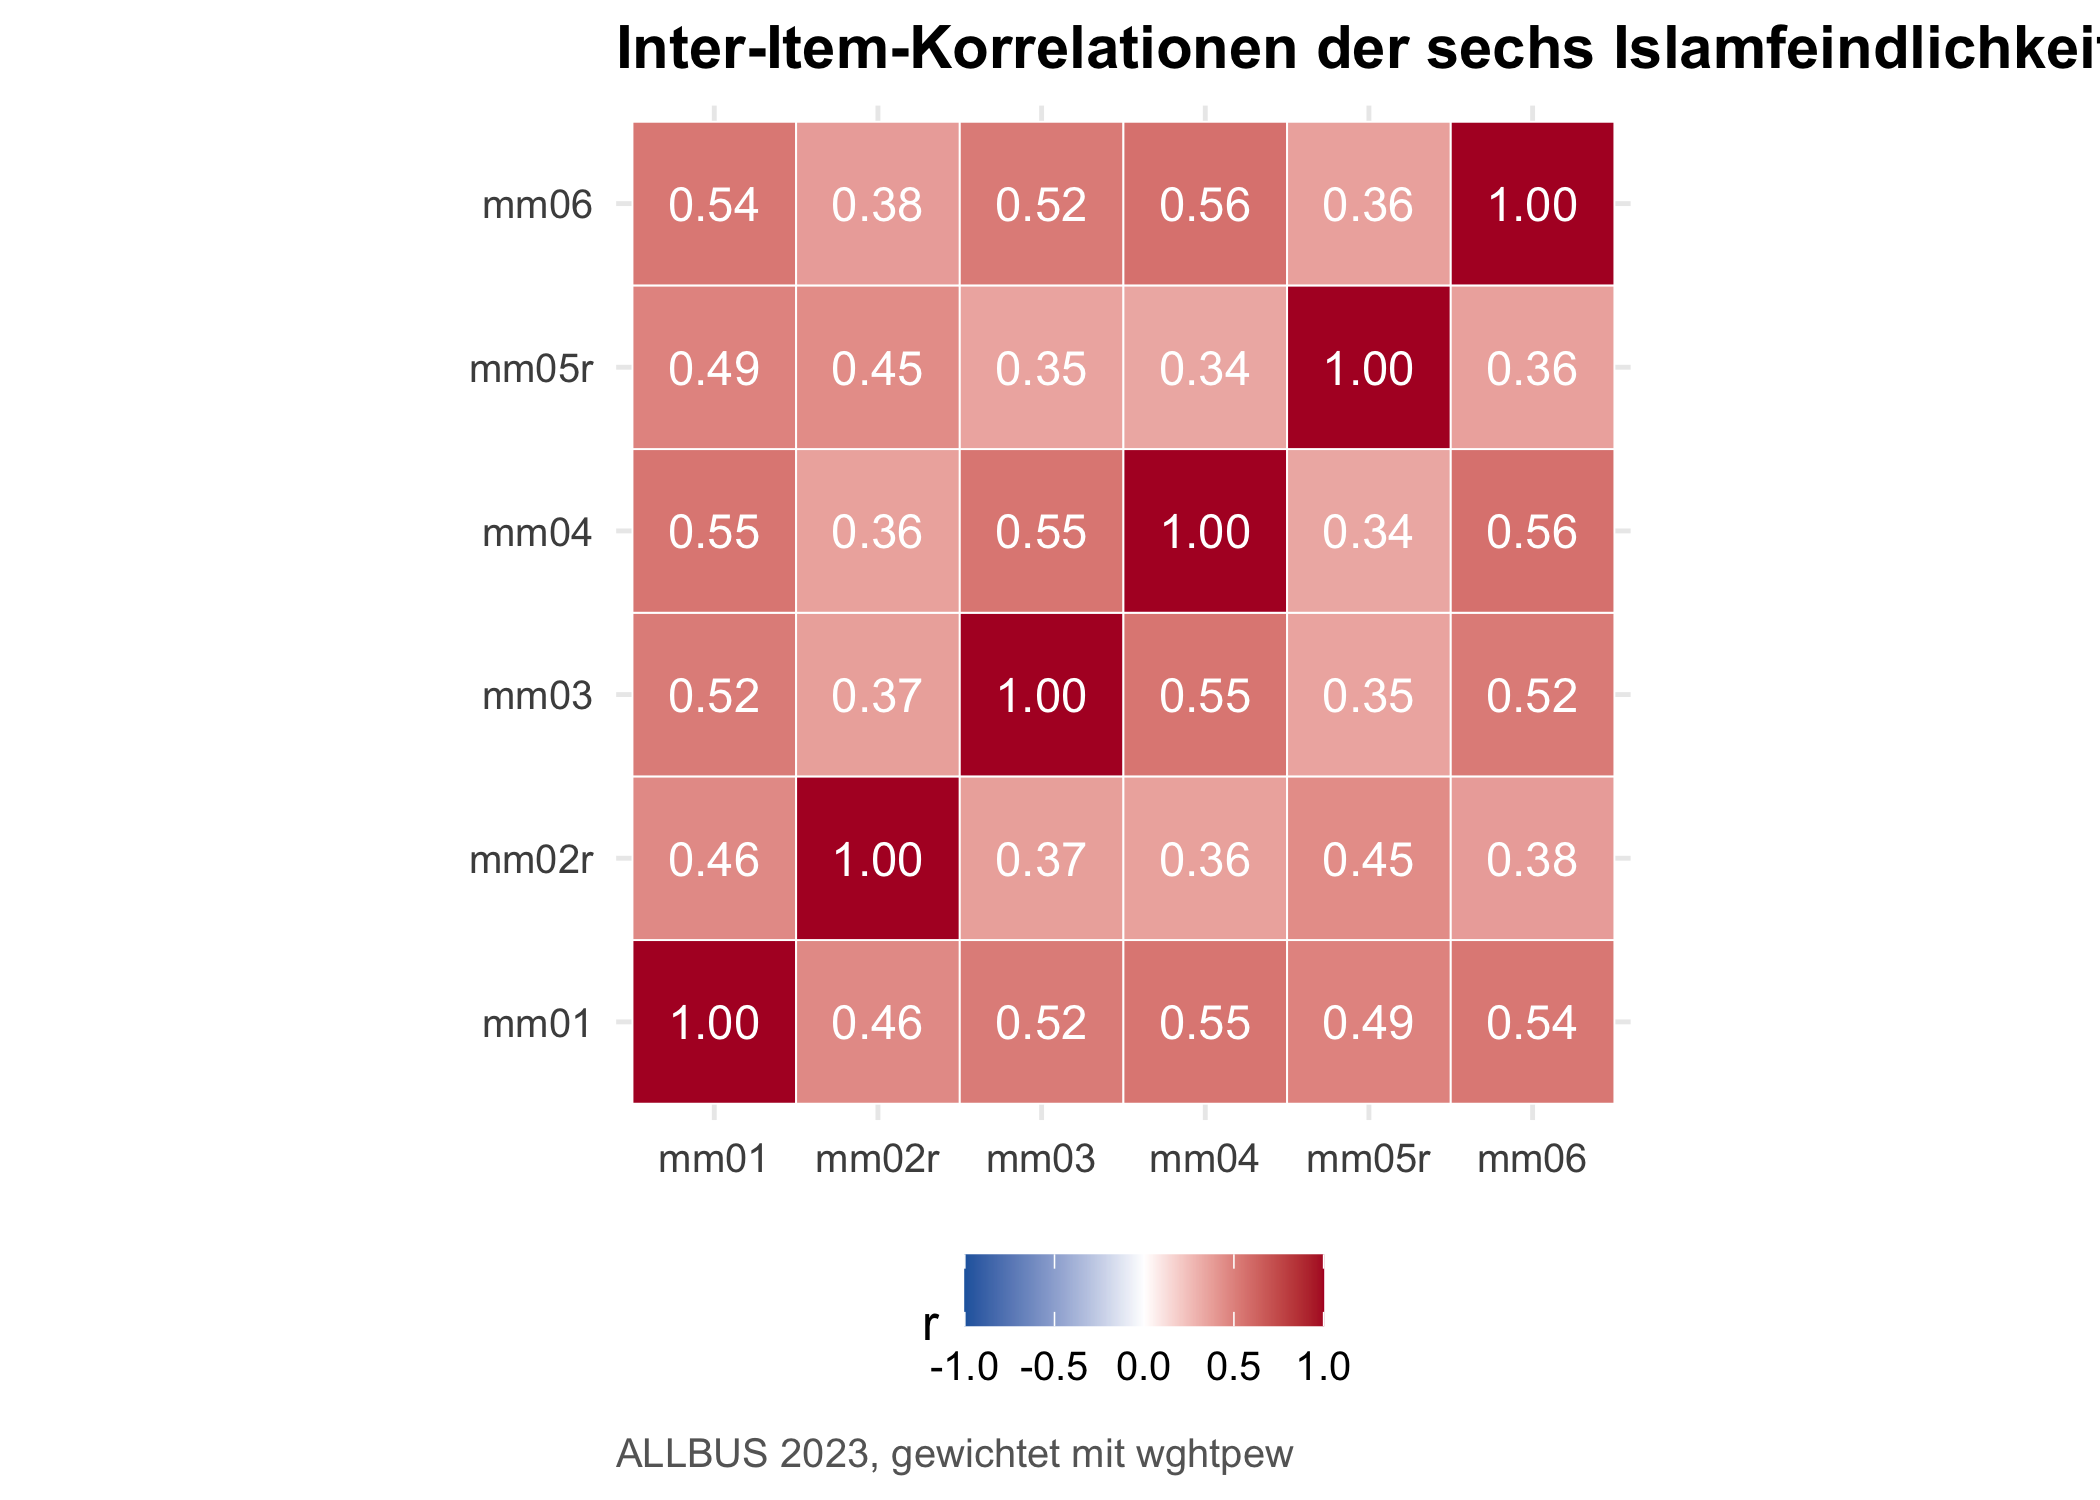 Inter-Item-Korrelationen der sechs
mm06 0.54 0.38 0.52 0.56 0.36 1.00
mm05r 0.49 0.45 0.35 0.34 1.00 0.36
mm04 0.55 0.36 0.55 1.00 0.34 0.56
mm03 0.52 0.37 1.00 0.55 0.35 0.52
mm02r 0.46 1.00 0.37 0.36 0.45 0.38
mm01 1.00 0.46 0.52 0.55 0.49 0.54
mm01 mm02r mm03 mm04 mm05r mm06
r
-1.0 -0.5 0.0 0.5 1.0
ALLBUS 2023, gewichtet mit wghtpew